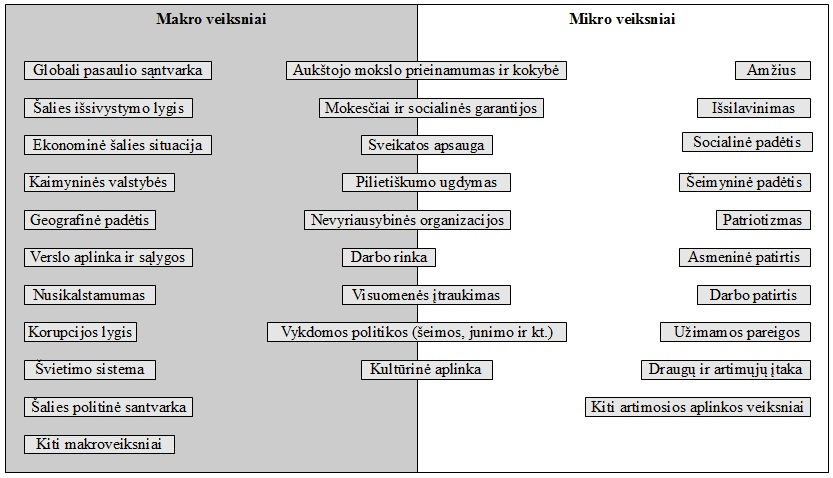 Makro veiksniai
Mikro veiksniai
Globali pasaulio sąntvarka
Aukštojo mokslo prieinamumas ir kokybė
Amžius
Šalies išsivystymo lygis
Mokesčiai ir socialinės garantijos
Išsilavinimas
Ekonominė šalies situacija
Sveikatos apsauga
Socialinė padėtis
Kaimyninės valstybės
Pilietiškumo ugdymas
Šeimyninė padėtis
Geografinė padėtis
Nevyriausybinės organizacijos
Patriotizmas
Verslo aplinka ir sąlygos
Darbo rinka
Asmeninė patirtis
Nusikalstamumas
Visuomenės įtraukimas
Darbo patirtis
Korupcijos lygis
Vykdomos politikos (šeimos, junimo ir kt.)
Užimamos pareigos
Švietimo sistema
Kultūrinė aplinka
Draugų ir artimųjų įtaka
Šalies politinė santvarka
Kiti artimosios aplinkos veiksniai
Kiti makroveiksniai